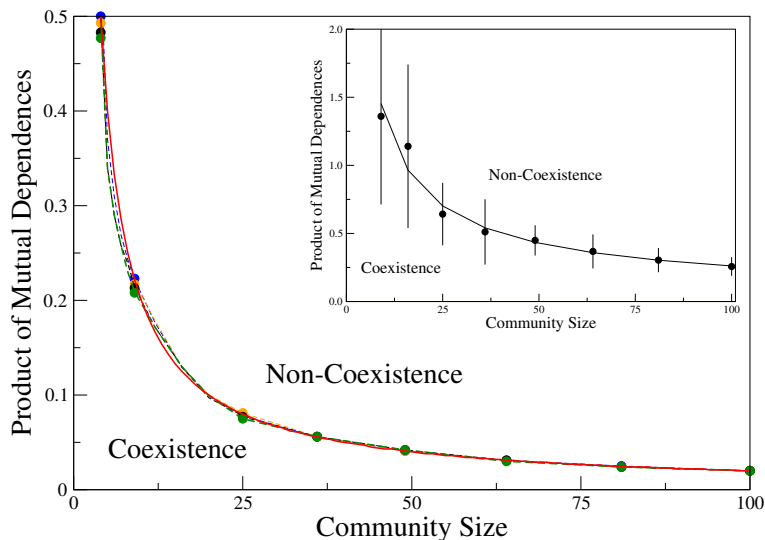 0.5
0.4
0.3
0.2
0.1
0
0
25
50
75
100
Product of Mutual Dependences
Community Size
Non-Coexistence
Coexistence
2.0
1.5
1.0
0.5
0.0
0
25
50
75
100
Product of Mutual Dependences
Community Size
Non-Coexistence
Coexistence